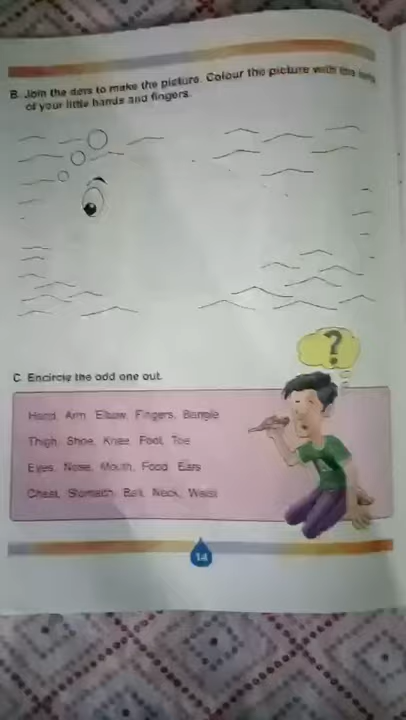 B. Join the dots to make the picture. Colour the picture with the help
of your little hands and fingers.
?
C. Encircle the odd one out.
Hand, Arm, Elbow, Fingers, Bangle
Thigh, Shoe, Knee, Foot, Toe
Eyes, Nose, Mouth, Food, Ears
Chest, Stomach, Belt, Neck, Waist
14